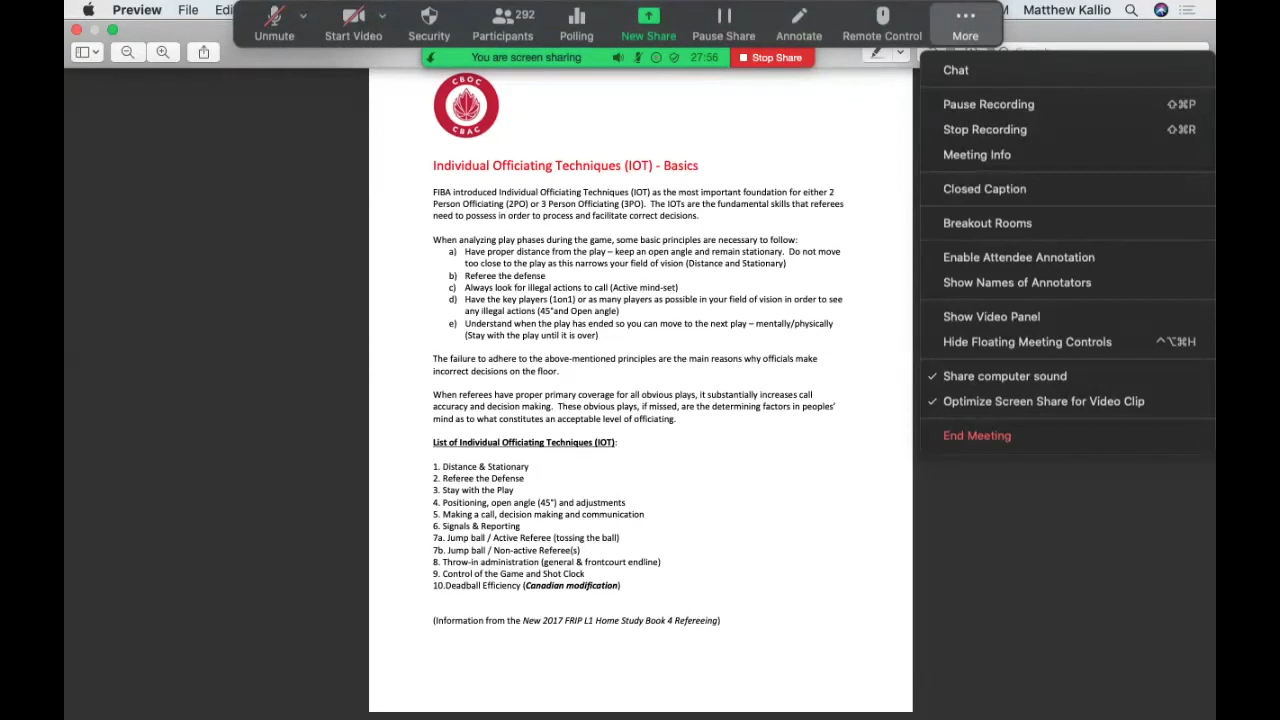 Preview File Edi Matthew Kallio
Unmute Start Video Security 292 Participants Polling New Share Pause Share Annotate Remote Control More
You are screen sharing 27:56 Stop Share
Chat
Pause Recording ⇧⌘P
Stop Recording ⇧⌘R
Meeting Info
Closed Caption
Breakout Rooms
Enable Attendee Annotation
Show Names of Annotators
Show Video Panel
Hide Floating Meeting Controls ^⌥⌘H
✓ Share computer sound
✓ Optimize Screen Share for Video Clip
End Meeting
CBOC
CBAC
Individual Officiating Techniques (IOT) - Basics
FIBA introduced Individual Officiating Techniques (IOT) as the most important foundation for either 2
Person Officiating (2PO) or 3 Person Officiating (3PO). The IOTs are the fundamental skills that referees
need to possess in order to process and facilitate correct decisions.
When analyzing play phases during the game, some basic principles are necessary to follow:
a) Have proper distance from the play – keep an open angle and remain stationary. Do not move
too close to the play as this narrows your field of vision (Distance and Stationary)
b) Referee the defense
c) Always look for illegal actions to call (Active mind-set)
d) Have the key players (1on1) or as many players as possible in your field of vision in order to see
any illegal actions (45°and Open angle)
e) Understand when the play has ended so you can move to the next play – mentally/physically
(Stay with the play until it is over)
The failure to adhere to the above-mentioned principles are the main reasons why officials make
incorrect decisions on the floor.
When referees have proper primary coverage for all obvious plays, it substantially increases call
accuracy and decision making. These obvious plays, if missed, are the determining factors in peoples'
mind as to what constitutes an acceptable level of officiating.
List of Individual Officiating Techniques (IOT):
1. Distance & Stationary
2. Referee the Defense
3. Stay with the Play
4. Positioning, open angle (45°) and adjustments
5. Making a call, decision making and communication
6. Signals & Reporting
7a. Jump ball / Active Referee (tossing the ball)
7b. Jump ball / Non-active Referee(s)
8. Throw-in administration (general & frontcourt endline)
9. Control of the Game and Shot Clock
10.Deadball Efficiency (Canadian modification)
(Information from the New 2017 FRIP L1 Home Study Book 4 Refereeing)